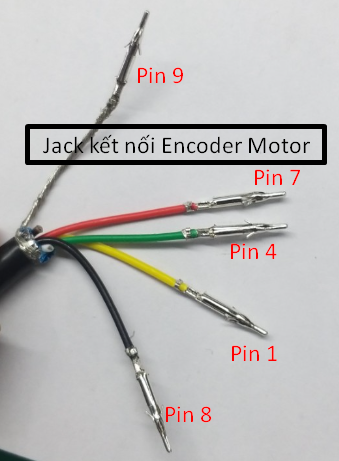 Pin 9
Jack kết nối Encoder Motor
Pin 7
Pin 4
Pin 1
Pin 8